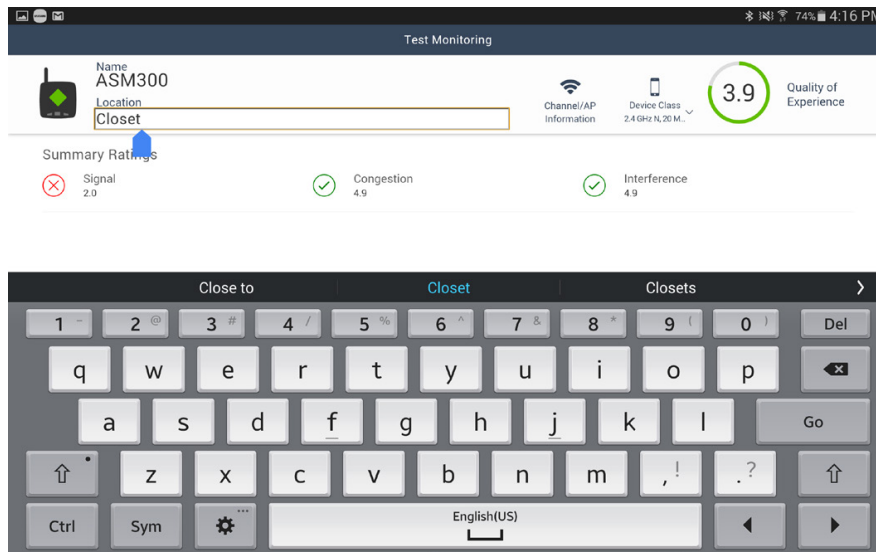 74% 4:16 PM
Test Monitoring
Name
ASM300
Location
Closet
Channel/AP
Information
Device Class
2.4 GHz N, 20 M..
3.9
Quality of
Experience
Summary Ratings
Signal
2.0
Congestion
4.9
Interference
4.9
Close to Closet Closets
1 - 2 @ 3 # 4 / 5 % 6 ^ 7 & 8 * 9 ( 0 ) Del
q w e r t y u i o p
a s d f g h j k l Go
z x c v b n m , ! . ?
Ctrl Sym English(US)